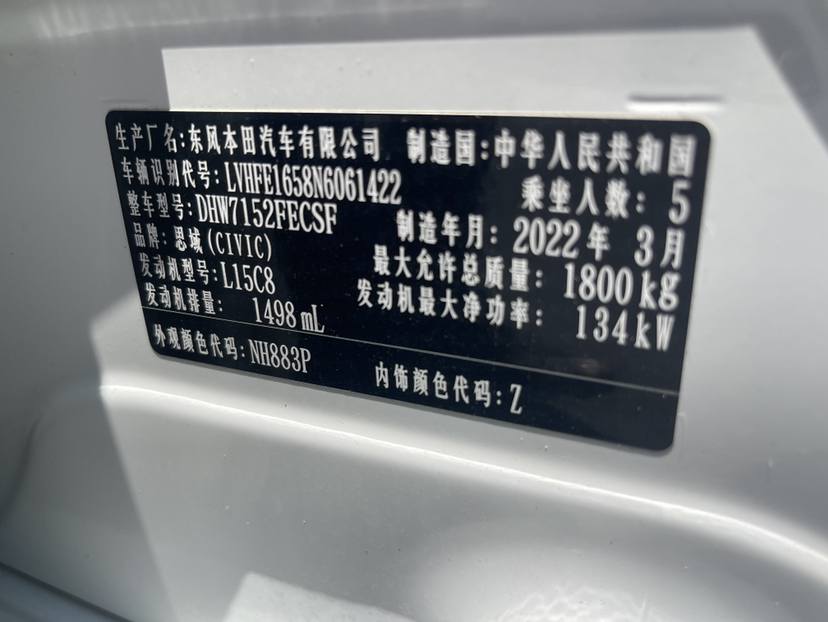 生产厂名:东风本田汽车有限公司 制造国:中华人民共和国
车辆识别代号:LVHFE1658N6061422 乘坐人数: 5
整车型号:DHW7152FECSF 制造年月:2022年 3月
品牌:思域(CIVIC) 最大允许总质量: 1800kg
发动机型号:L15C8 发动机最大净功率: 134kW
发动机排量: 1498mL
外观颜色代码:NH883P 内饰颜色代码:Z